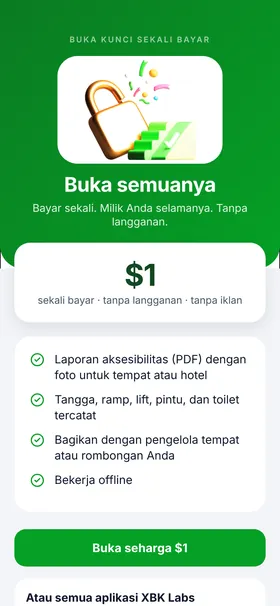 BUKA KUNCI SEKALI BAYAR
Buka semuanya
Bayar sekali. Milik Anda selamanya. Tanpa
langganan.
$1
sekali bayar · tanpa langganan · tanpa iklan
Laporan aksesibilitas (PDF) dengan
foto untuk tempat atau hotel
Tangga, ramp, lift, pintu, dan toilet
tercatat
Bagikan dengan pengelola tempat
atau rombongan Anda
Bekerja offline
Buka seharga $1
Atau semua aplikasi XBK Labs